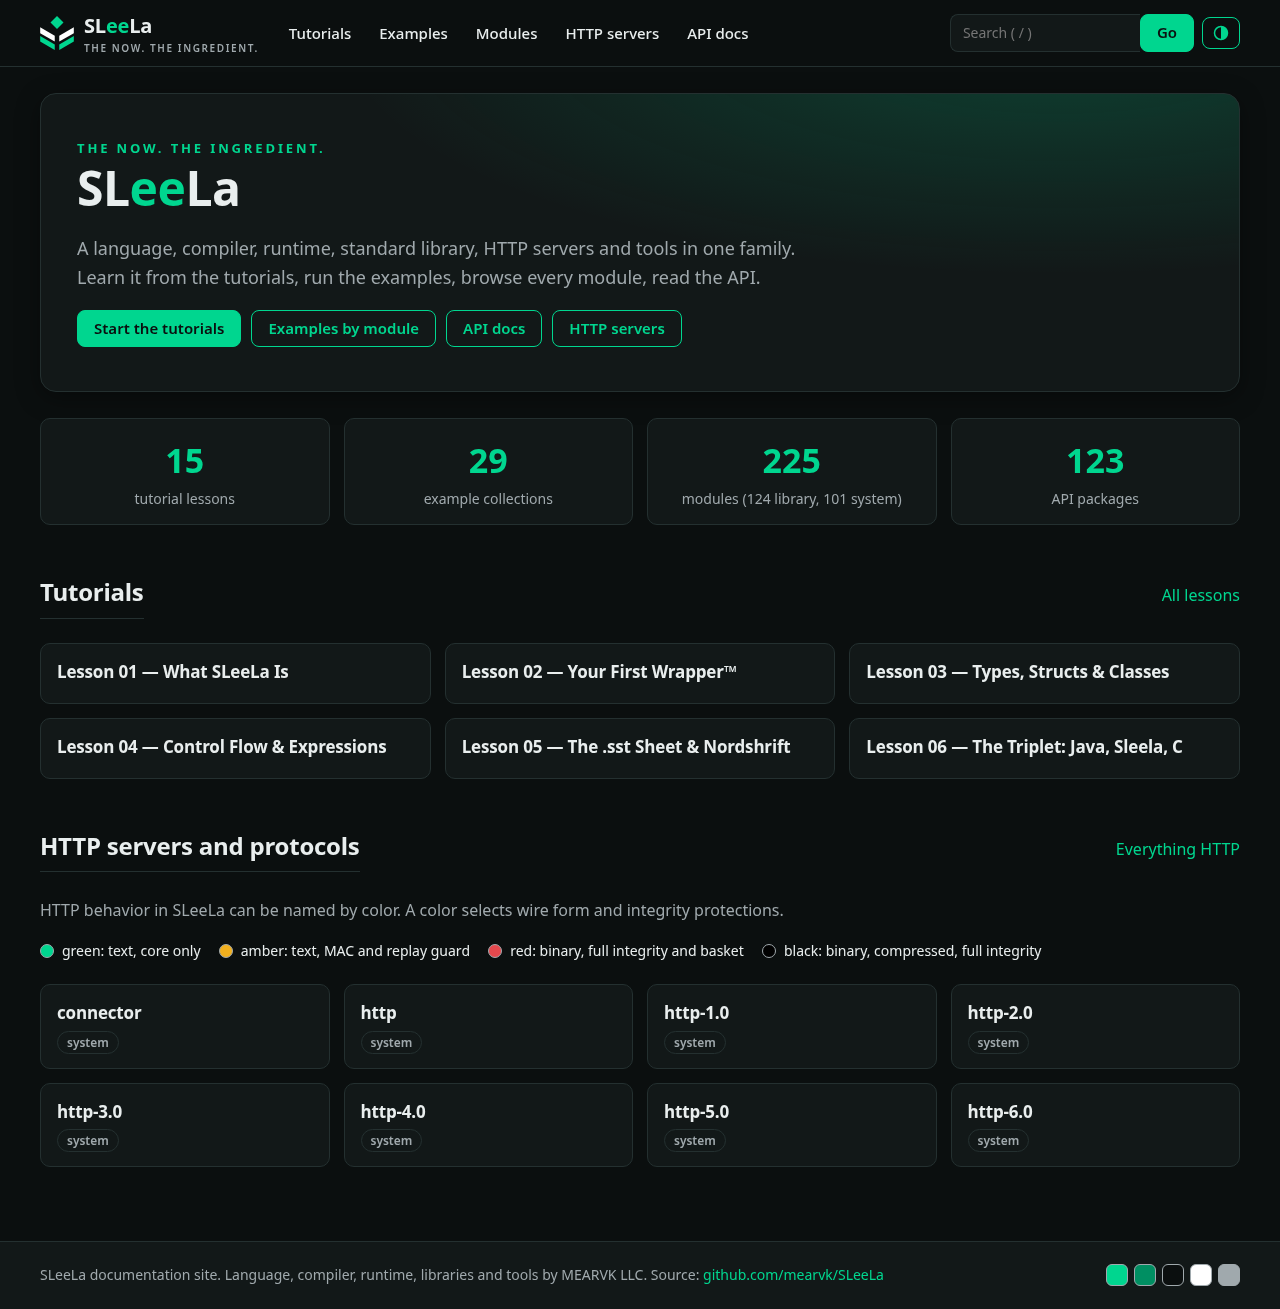 SLeeLa
THE NOW. THE INGREDIENT.
Tutorials
Examples
Modules
HTTP servers
API docs
Search ( / )
Go
THE NOW. THE INGREDIENT.
SLeeLa
A language, compiler, runtime, standard library, HTTP servers and tools in one family.
Learn it from the tutorials, run the examples, browse every module, read the API.
Start the tutorials
Examples by module
API docs
HTTP servers
15
tutorial lessons
29
example collections
225
modules (124 library, 101 system)
123
API packages
Tutorials
All lessons
Lesson 01 — What SLeeLa Is
Lesson 02 — Your First Wrapper™
Lesson 03 — Types, Structs & Classes
Lesson 04 — Control Flow & Expressions
Lesson 05 — The .sst Sheet & Nordshrift
Lesson 06 — The Triplet: Java, Sleela, C
HTTP servers and protocols
Everything HTTP
HTTP behavior in SLeeLa can be named by color. A color selects wire form and integrity protections.
green: text, core only
amber: text, MAC and replay guard
red: binary, full integrity and basket
black: binary, compressed, full integrity
connector
system
http
system
http-1.0
system
http-2.0
system
http-3.0
system
http-4.0
system
http-5.0
system
http-6.0
system
SLeeLa documentation site. Language, compiler, runtime, libraries and tools by MEARVK LLC. Source: github.com/mearvk/SLeeLa